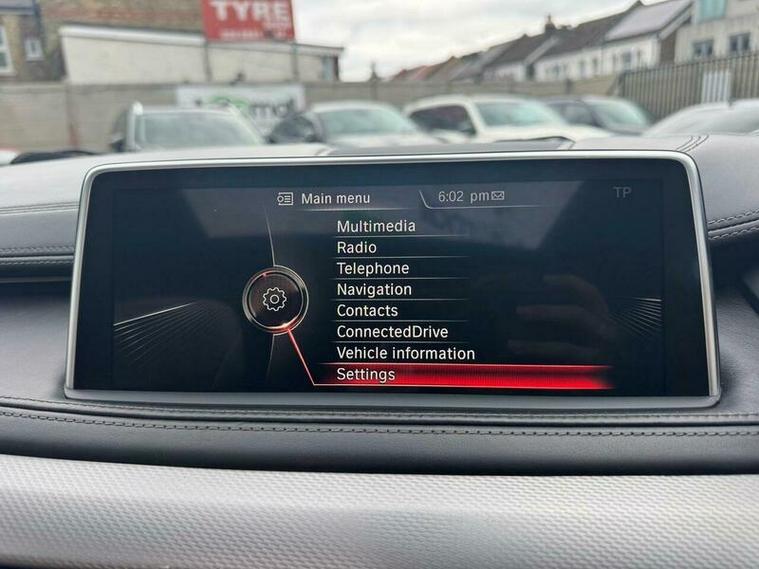 TYRE
Main menu
6:02 pm
TP
Multimedia
Radio
Telephone
Navigation
Contacts
ConnectedDrive
Vehicle information
Settings